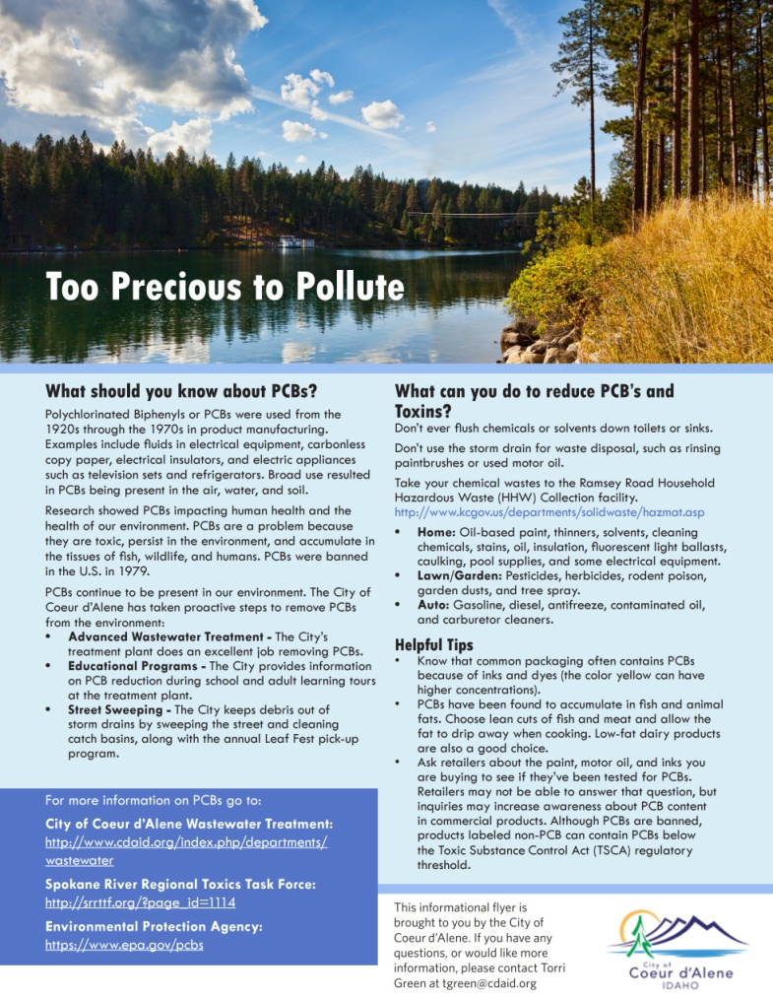 Too Precious to Pollute
What should you know about PCBs?
Polychlorinated Biphenyls or PCBs were used from the
1920s through the 1970s in product manufacturing.
Examples include fluids in electrical equipment, carbonless
copy paper, electrical insulators, and electric appliances
such as television sets and refrigerators. Broad use resulted
in PCBs being present in the air, water, and soil.
Research showed PCBs impacting human health and the
health of our environment. PCBs are a problem because
they are toxic, persist in the environment, and accumulate in
the tissues of fish, wildlife, and humans. PCBs were banned
in the U.S. in 1979.
PCBs continue to be present in our environment. The City of
Coeur d'Alene has taken proactive steps to remove PCBs
from the environment:
• Advanced Wastewater Treatment - The City's
treatment plant does an excellent job removing PCBs.
• Educational Programs - The City provides information
on PCB reduction during school and adult learning tours
at the treatment plant.
• Street Sweeping - The City keeps debris out of
storm drains by sweeping the street and cleaning
catch basins, along with the annual Leaf Fest pick-up
program.
For more information on PCBs go to:
City of Coeur d'Alene Wastewater Treatment:
http://www.cdaid.org/index.php/departments/
wastewater
Spokane River Regional Toxics Task Force:
http://srrttf.org/?page_id=1114
Environmental Protection Agency:
https://www.epa.gov/pcbs
What can you do to reduce PCB's and
Toxins?
Don't ever flush chemicals or solvents down toilets or sinks.
Don't use the storm drain for waste disposal, such as rinsing
paintbrushes or used motor oil.
Take your chemical wastes to the Ramsey Road Household
Hazardous Waste (HHW) Collection facility.
http://www.kcgov.us/departments/solidwaste/hazmat.asp
• Home: Oil-based paint, thinners, solvents, cleaning
chemicals, stains, oil, insulation, fluorescent light ballasts,
caulking, pool supplies, and some electrical equipment.
• Lawn/Garden: Pesticides, herbicides, rodent poison,
garden dusts, and tree spray.
• Auto: Gasoline, diesel, antifreeze, contaminated oil,
and carburetor cleaners.
Helpful Tips
• Know that common packaging often contains PCBs
because of inks and dyes (the color yellow can have
higher concentrations).
• PCBs have been found to accumulate in fish and animal
fats. Choose lean cuts of fish and meat and allow the
fat to drip away when cooking. Low-fat dairy products
are also a good choice.
• Ask retailers about the paint, motor oil, and inks you
are buying to see if they've been tested for PCBs.
Retailers may not be able to answer that question, but
inquiries may increase awareness about PCB content
in commercial products. Although PCBs are banned,
products labeled non-PCB can contain PCBs below
the Toxic Substance Control Act (TSCA) regulatory
threshold.
This informational flyer is
brought to you by the City of
Coeur d'Alene. If you have any
questions, or would like more
information, please contact Torri
Green at tgreen@cdaid.org
City of
Coeur d'Alene
IDAHO